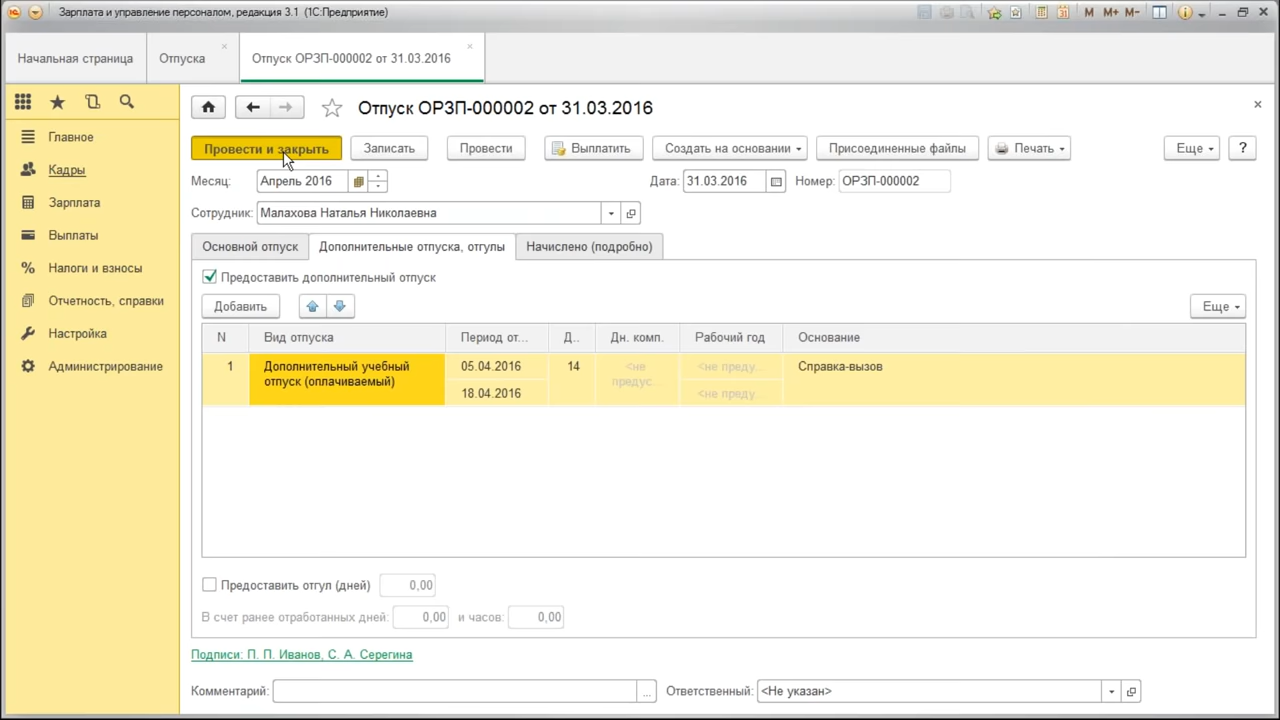 Зарплата и управление персоналом, редакция 3.1 (1С:Предприятие)
M M+ M-
Начальная страница
Отпуска
Отпуск ОРЗП-000002 от 31.03.2016
Отпуск ОРЗП-000002 от 31.03.2016
Главное
Кадры
Зарплата
Выплаты
Налоги и взносы
Отчетность, справки
Настройка
Администрирование
Провести и закрыть
Записать
Провести
Выплатить
Создать на основании
Присоединенные файлы
Печать
Еще
?
Месяц: Апрель 2016
Дата: 31.03.2016
Номер: ОРЗП-000002
Сотрудник: Малахова Наталья Николаевна
Основной отпуск
Дополнительные отпуска, отгулы
Начислено (подробно)
Предоставить дополнительный отпуск
Добавить
Еще
N
Вид отпуска
Период от...
Д..
Дн. комп.
Рабочий год
Основание
1
Дополнительный учебный
отпуск (оплачиваемый)
05.04.2016
18.04.2016
14
<не
предус...
<не преду...
<не преду...
Справка-вызов
Предоставить отгул (дней) 0,00
В счет ранее отработанных дней: 0,00 и часов: 0,00
Подписи: П. П. Иванов, С. А. Серегина
Комментарий:
...
Ответственный: <Не указан>